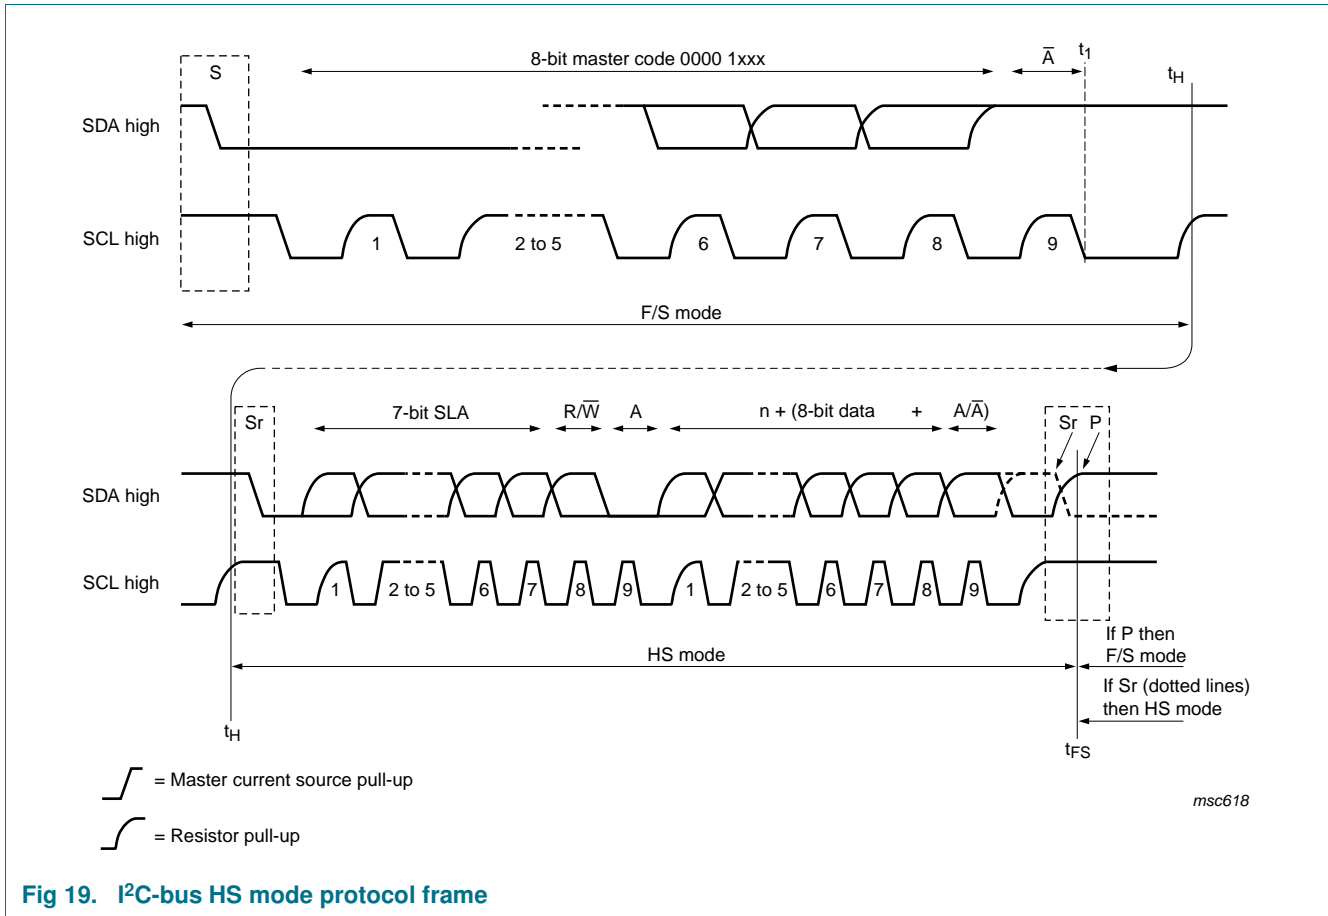 S
8-bit master code 0000 1xxx
A̅
t1
tH
SDA high
SCL high
1
2 to 5
6
7
8
9
F/S mode
Sr
7-bit SLA
R/W̅
A
n + (8-bit data + A/A̅)
Sr P
SDA high
SCL high
1
2 to 5
6
7
8
9
1
2 to 5
6
7
8
9
If P then
F/S mode
HS mode
If Sr (dotted lines)
then HS mode
tH
tFS
= Master current source pull-up
msc618
= Resistor pull-up
Fig 19. I²C-bus HS mode protocol frame